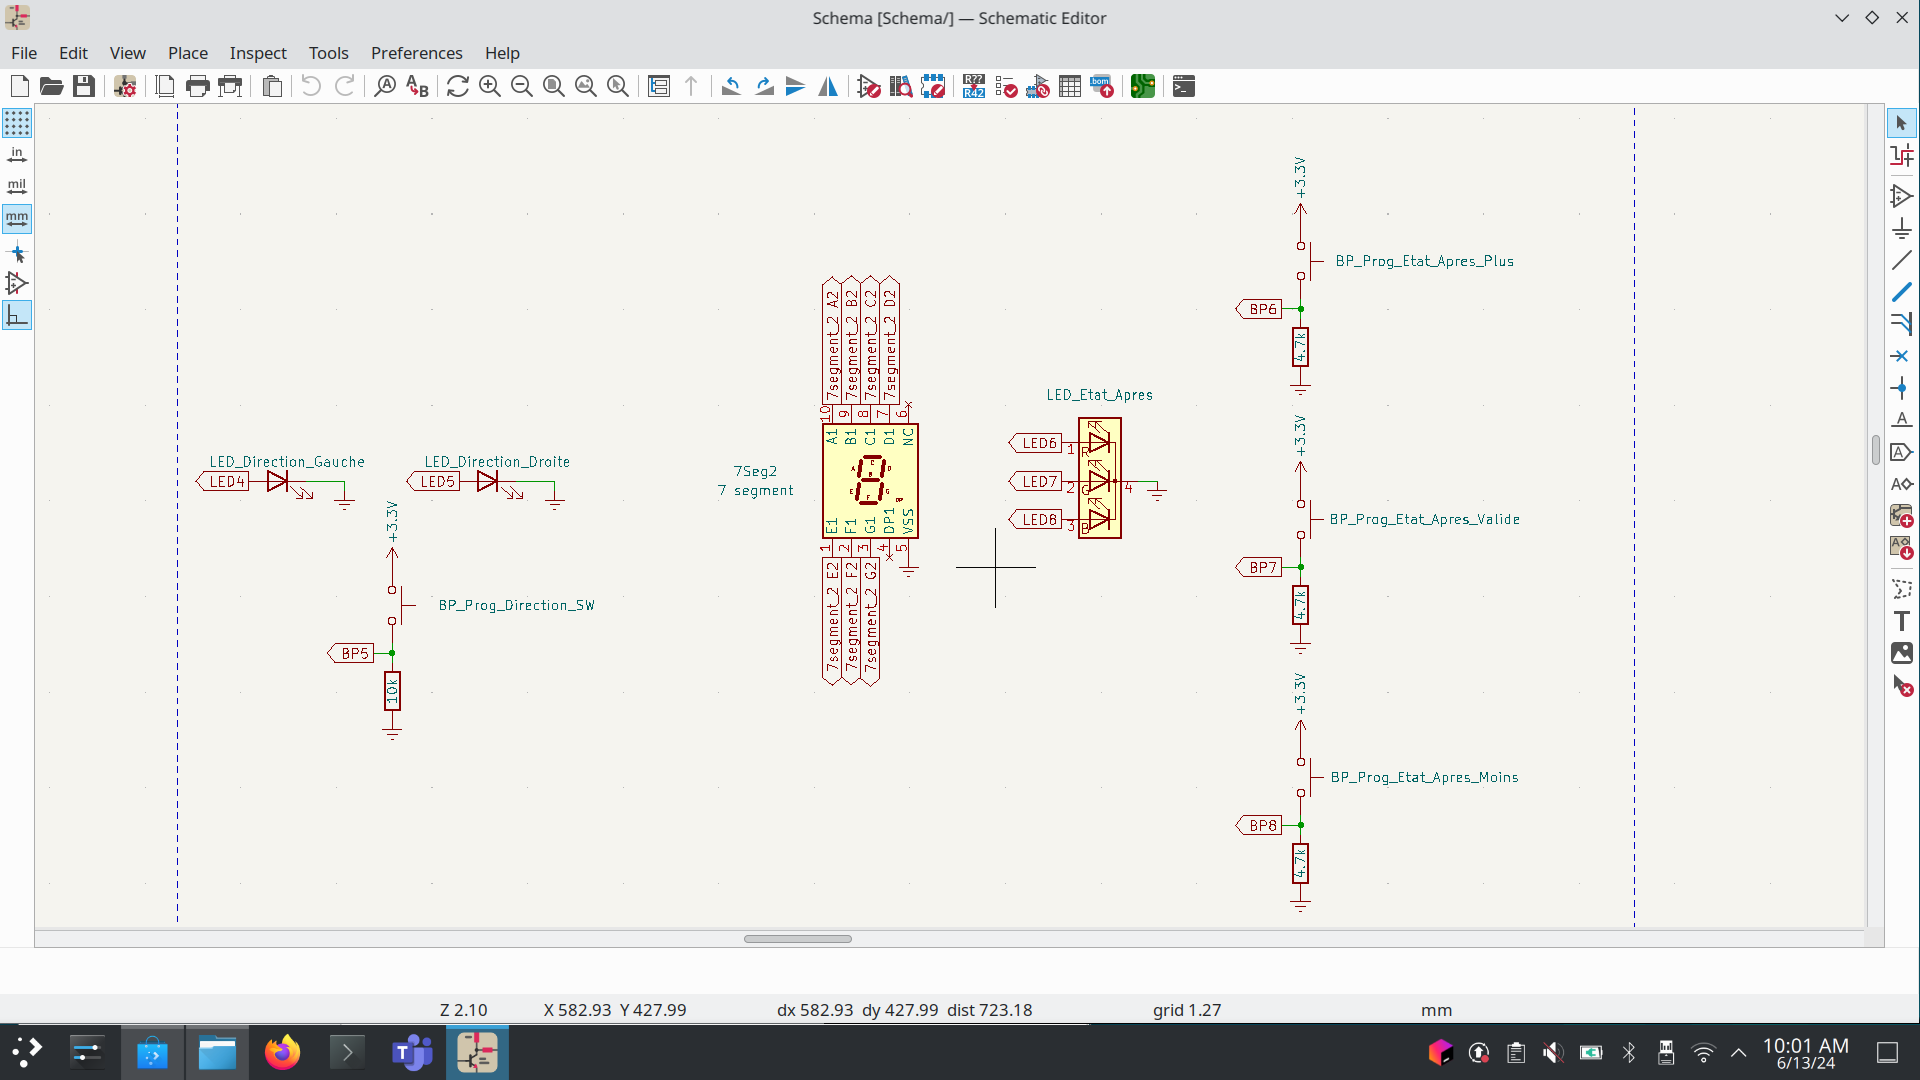 Schema [Schema/] — Schematic Editor
File Edit View Place Inspect Tools Preferences Help
R??
R42
bom
in
mil
mm
+3.3V
BP_Prog_Etat_Apres_Plus
BP6
4.7k
7segment_2 A2
7segment_2 B2
7segment_2 C2
7segment_2 D2
10 9 8 7 6
A1 B1 C1 D1 NC
E1 F1 G1 DP1 VSS
1 2 3 4 5
7segment_2 E2
7segment_2 F2
7segment_2 G2
7Seg2
7 segment
LED_Etat_Apres
LED6 1 R
LED7 2 G 4
LED8 3 B
LED_Direction_Gauche
LED4
LED_Direction_Droite
LED5
+3.3V
BP_Prog_Direction_SW
BP5
10k
+3.3V
BP_Prog_Etat_Apres_Valide
BP7
4.7k
+3.3V
BP_Prog_Etat_Apres_Moins
BP8
4.7k
Z 2.10 X 582.93 Y 427.99 dx 582.93 dy 427.99 dist 723.18 grid 1.27 mm
10:01 AM
6/13/24